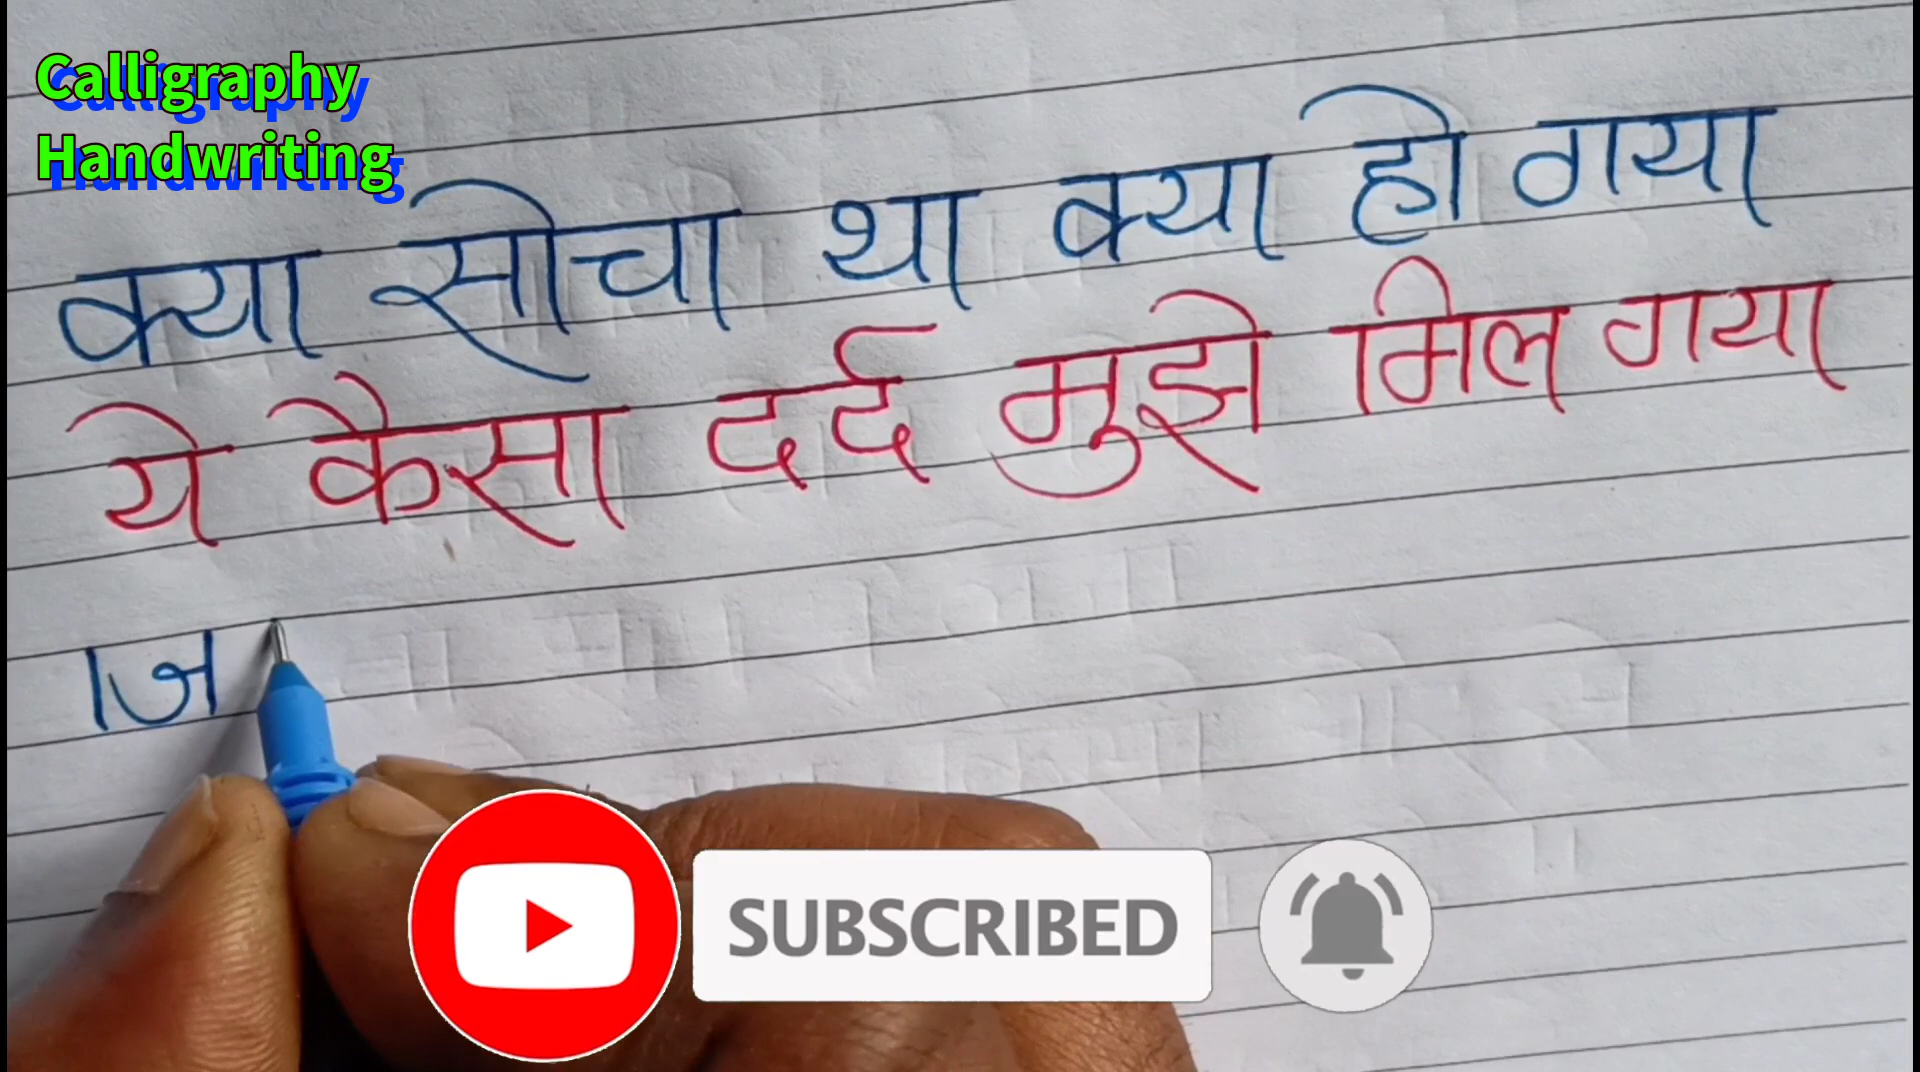 Calligraphy
Handwriting
क्या सोचा था क्या हो गया
ये कैसा दर्द मुझे मिल गया
SUBSCRIBED